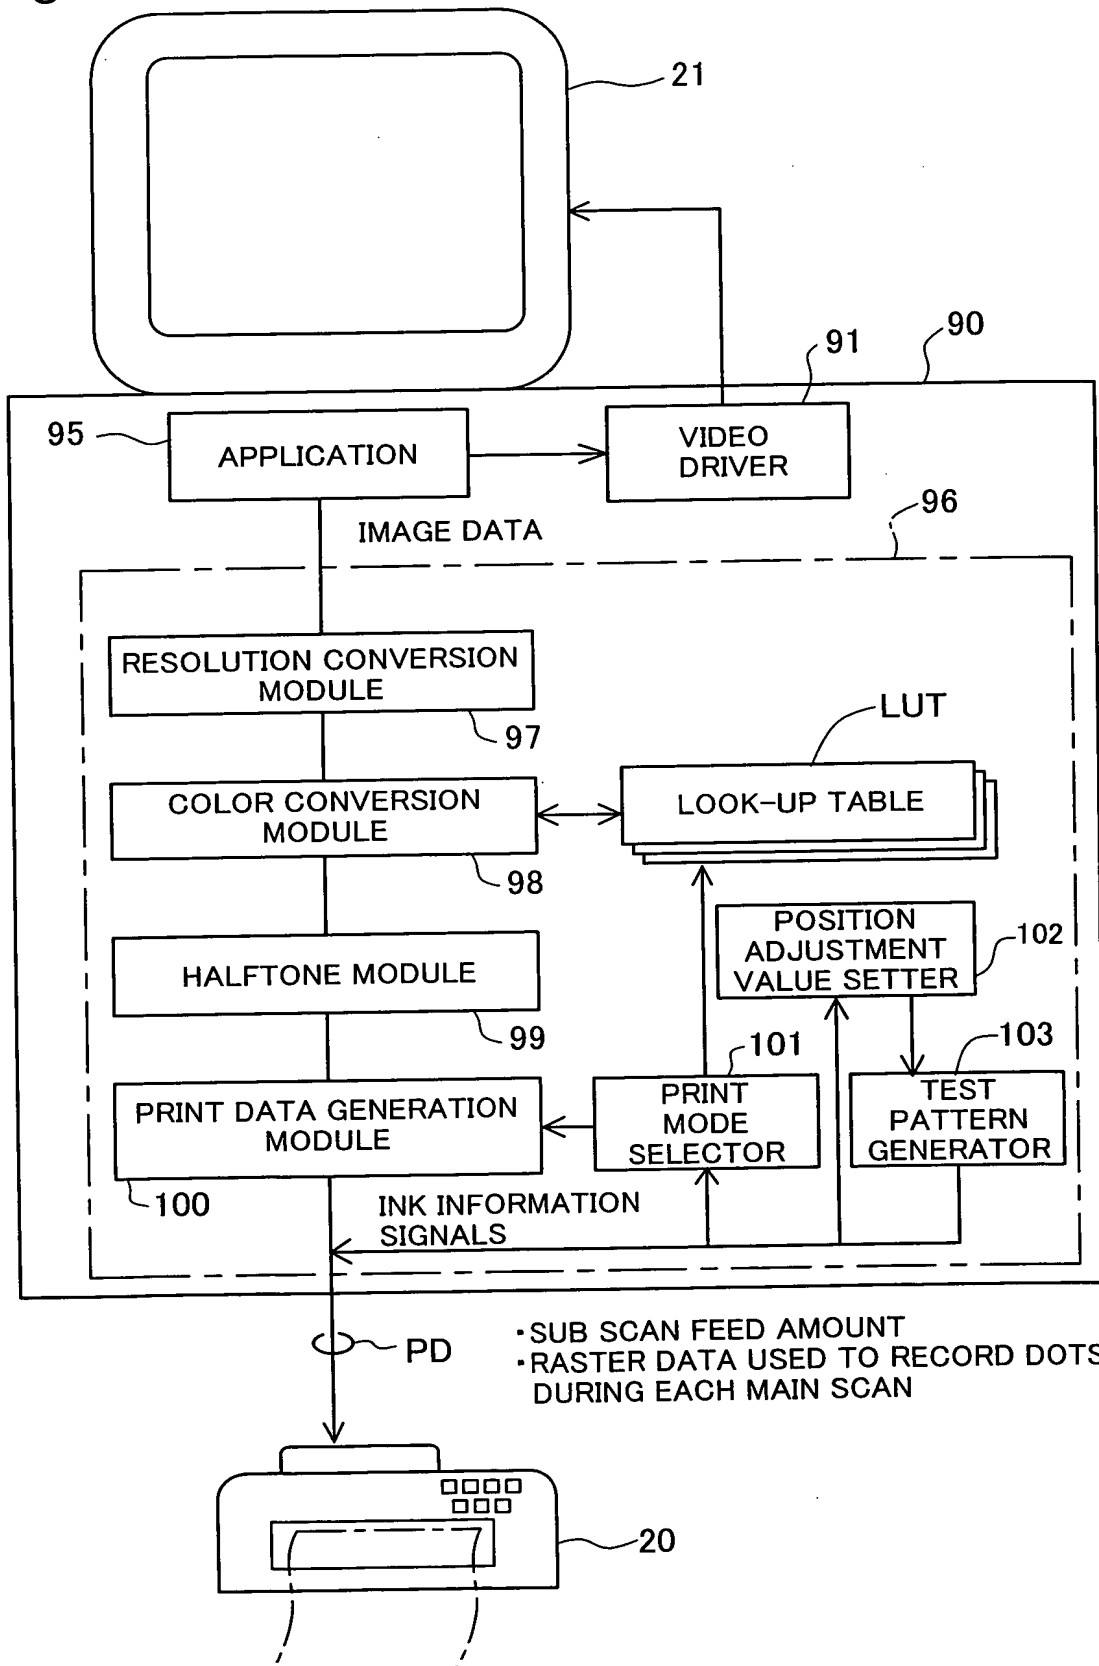 21
90
91
95
APPLICATION
VIDEO
DRIVER
96
IMAGE DATA
RESOLUTION CONVERSION
MODULE
97
LUT
COLOR CONVERSION
MODULE
LOOK-UP TABLE
98
POSITION
ADJUSTMENT
VALUE SETTER
102
HALFTONE MODULE
99
101
103
PRINT DATA GENERATION
MODULE
PRINT
MODE
SELECTOR
TEST
PATTERN
GENERATOR
100
INK INFORMATION
SIGNALS
PD
・SUB SCAN FEED AMOUNT
・RASTER DATA USED TO RECORD DOTS
DURING EACH MAIN SCAN
20